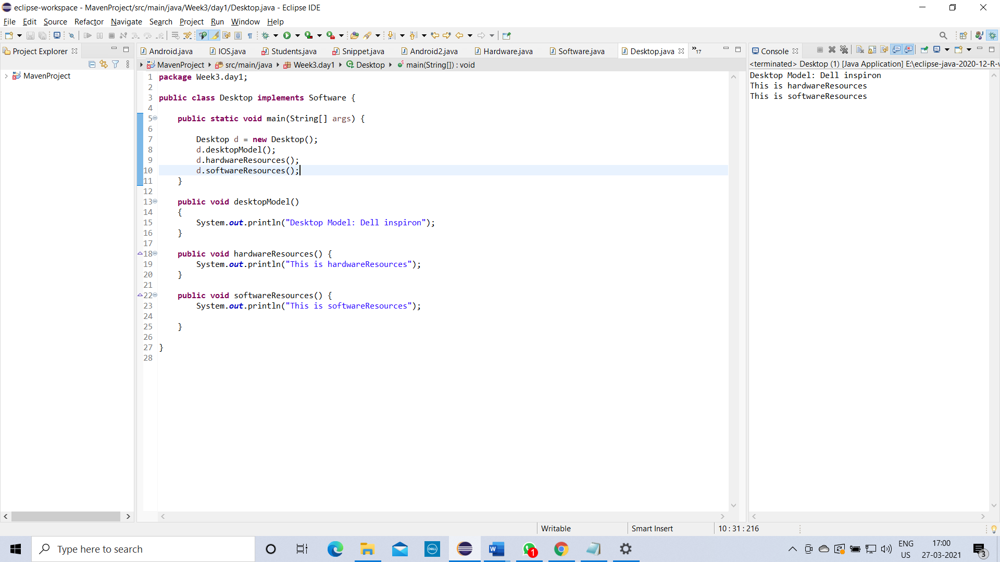 eclipse-workspace - MavenProject/src/main/java/Week3/day1/Desktop.java - Eclipse IDE
File Edit Source Refactor Navigate Search Project Run Window Help
Project Explorer
MavenProject
Android.java IOS.java Students.java Snippet.java Android2.java Hardware.java Software.java Desktop.java »17
MavenProject src/main/java Week3.day1 Desktop main(String[]) : void
1 package Week3.day1;
2
3 public class Desktop implements Software {
4
5 public static void main(String[] args) {
6
7 Desktop d = new Desktop();
8 d.desktopModel();
9 d.hardwareResources();
10 d.softwareResources();
11 }
12
13 public void desktopModel()
14 {
15 System.out.println("Desktop Model: Dell inspiron");
16 }
17
18 public void hardwareResources() {
19 System.out.println("This is hardwareResources");
20 }
21
22 public void softwareResources() {
23 System.out.println("This is softwareResources");
24
25 }
26
27 }
28
Console
<terminated> Desktop (1) [Java Application] E:\eclipse-java-2020-12-R-
Desktop Model: Dell inspiron
This is hardwareResources
This is softwareResources
Writable Smart Insert 10 : 31 : 216
Type here to search
DELL
W
1
ENG
US
17:00
27-03-2021
3